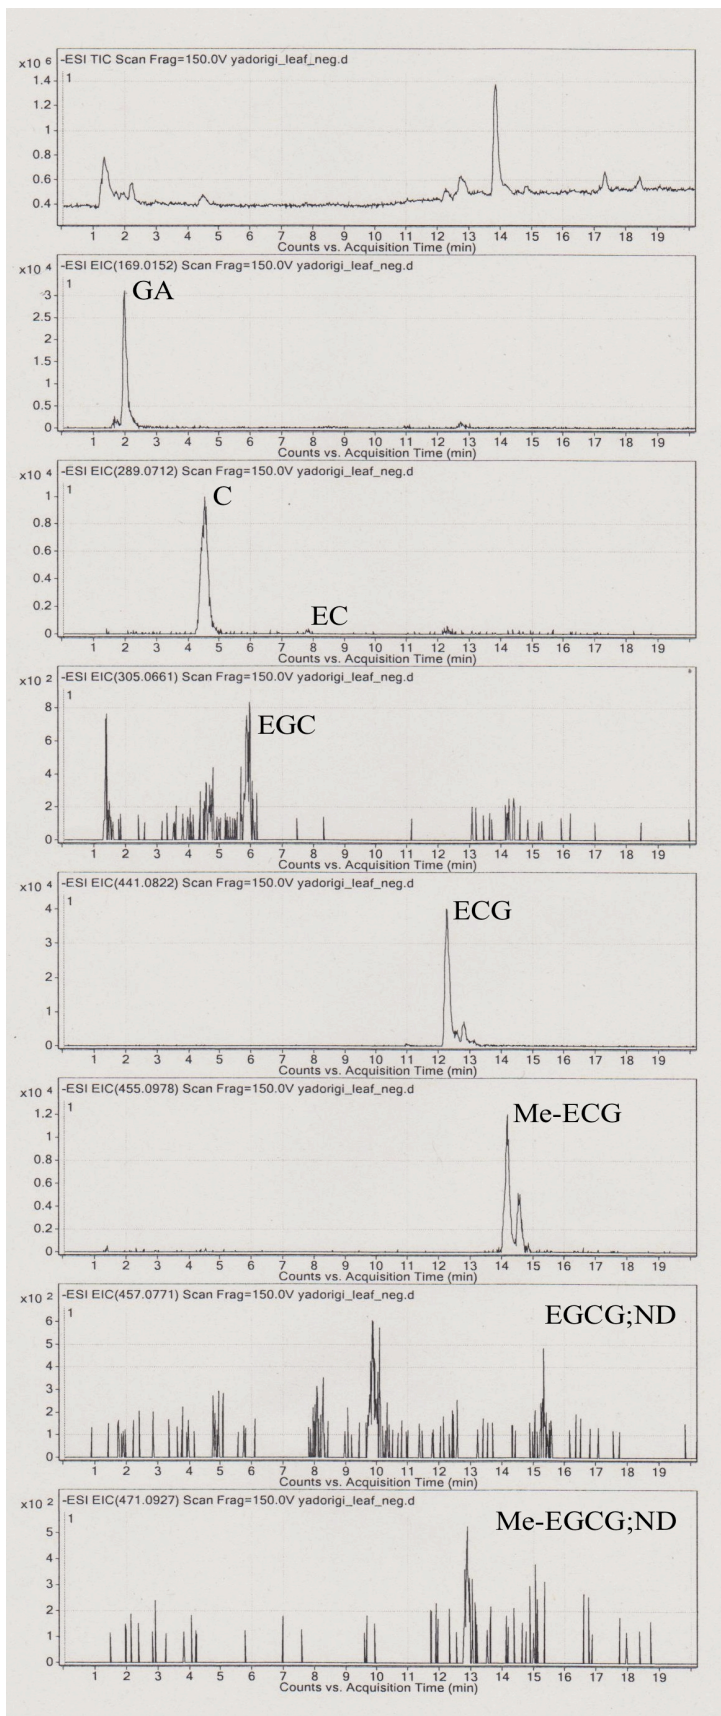 -ESI TIC Scan Frag=150.0V yadorigi_leaf_neg.d
x10 6
1
1.4
1.2
1
0.8
0.6
0.4
1 2 3 4 5 6 7 8 9 10 11 12 13 14 15 16 17 18 19
Counts vs. Acquisition Time (min)
-ESI EIC(169.0152) Scan Frag=150.0V yadorigi_leaf_neg.d
x10 4
1
GA
3
2.5
2
1.5
1
0.5
0
1 2 3 4 5 6 7 8 9 10 11 12 13 14 15 16 17 18 19
Counts vs. Acquisition Time (min)
-ESI EIC(289.0712) Scan Frag=150.0V yadorigi_leaf_neg.d
x10 4
1
C
1
0.8
0.6
0.4
0.2
EC
0
1 2 3 4 5 6 7 8 9 10 11 12 13 14 15 16 17 18 19
Counts vs. Acquisition Time (min)
-ESI EIC(305.0661) Scan Frag=150.0V yadorigi_leaf_neg.d
x10 2
1
8
EGC
6
4
2
0
1 2 3 4 5 6 7 8 9 10 11 12 13 14 15 16 17 18 19
Counts vs. Acquisition Time (min)
-ESI EIC(441.0822) Scan Frag=150.0V yadorigi_leaf_neg.d
x10 4
1
ECG
4
3
2
1
0
1 2 3 4 5 6 7 8 9 10 11 12 13 14 15 16 17 18 19
Counts vs. Acquisition Time (min)
-ESI EIC(455.0978) Scan Frag=150.0V yadorigi_leaf_neg.d
x10 4
1
Me-ECG
1.2
1
0.8
0.6
0.4
0.2
0
1 2 3 4 5 6 7 8 9 10 11 12 13 14 15 16 17 18 19
Counts vs. Acquisition Time (min)
-ESI EIC(457.0771) Scan Frag=150.0V yadorigi_leaf_neg.d
x10 2
1
EGCG;ND
6
5
4
3
2
1
0
1 2 3 4 5 6 7 8 9 10 11 12 13 14 15 16 17 18 19
Counts vs. Acquisition Time (min)
-ESI EIC(471.0927) Scan Frag=150.0V yadorigi_leaf_neg.d
x10 2
1
Me-EGCG;ND
5
4
3
2
1
0
1 2 3 4 5 6 7 8 9 10 11 12 13 14 15 16 17 18 19
Counts vs. Acquisition Time (min)